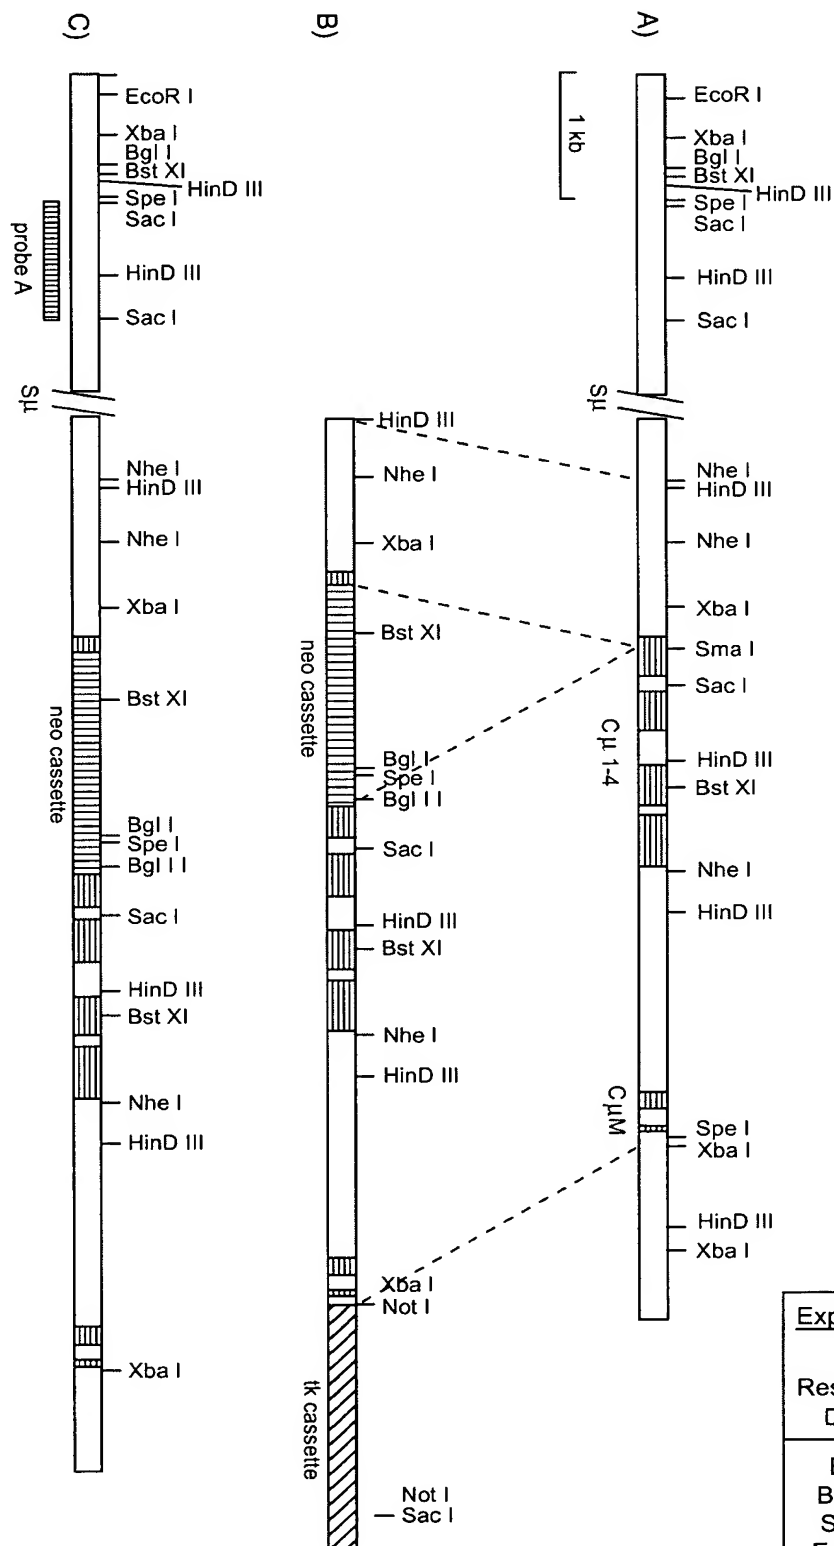 C)
EcoR I
Xba I
Bgl I
Bst XI
HinD III
Spe I
Sac I
HinD III
Sac I
probe A
Sμ
Nhe I
HinD III
Nhe I
Xba I
Bst XI
neo cassette
Bgl I
Spe I
Bgl I I
Sac I
HinD III
Bst XI
Nhe I
HinD III
Xba I
B)
HinD III
Nhe I
Xba I
Bst XI
neo cassette
Bgl I
Spe I
Bgl I I
Sac I
HinD III
Bst XI
Nhe I
HinD III
Xba I
Not I
tk cassette
Not I
Sac I
A)
1 kb
EcoR I
Xba I
Bgl I
Bst XI
HinD III
Spe I
Sac I
HinD III
Sac I
Sμ
Nhe I
HinD III
Nhe I
Xba I
Sma I
Sac I
Cμ 1-4
HinD III
Bst XI
Nhe I
HinD III
CμM
Spe I
Xba I
HinD III
Xba I
Exp
Res